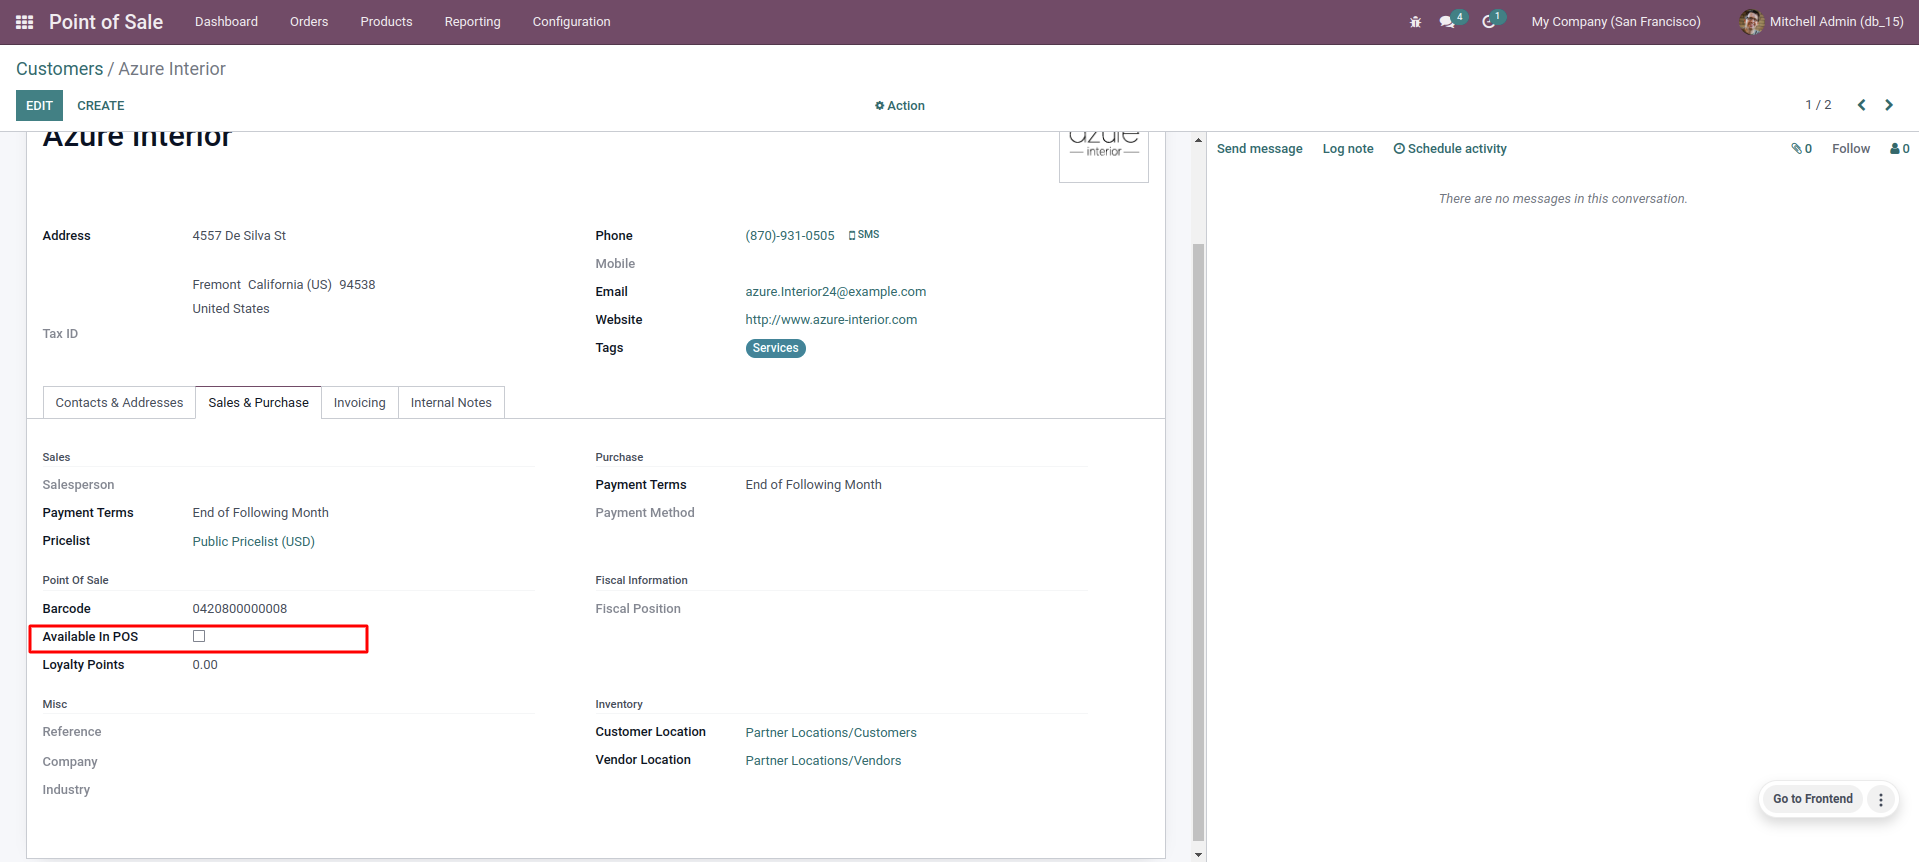 Point of Sale Dashboard Orders Products Reporting Configuration 4 1 My Company (San Francisco) Mitchell Admin (db_15)
Customers / Azure Interior
EDIT CREATE Action 1 / 2
Azure Interior
azure
interior
Send message Log note Schedule activity 0 Follow 0
There are no messages in this conversation.
Address 4557 De Silva St
Fremont California (US) 94538
United States
Tax ID
Phone (870)-931-0505 SMS
Mobile
Email azure.Interior24@example.com
Website http://www.azure-interior.com
Tags Services
Contacts & Addresses Sales & Purchase Invoicing Internal Notes
Sales
Salesperson
Payment Terms End of Following Month
Pricelist Public Pricelist (USD)
Purchase
Payment Terms End of Following Month
Payment Method
Point Of Sale
Barcode 0420800000008
Available In POS
Loyalty Points 0.00
Fiscal Information
Fiscal Position
Misc
Reference
Company
Industry
Inventory
Customer Location Partner Locations/Customers
Vendor Location Partner Locations/Vendors
Go to Frontend